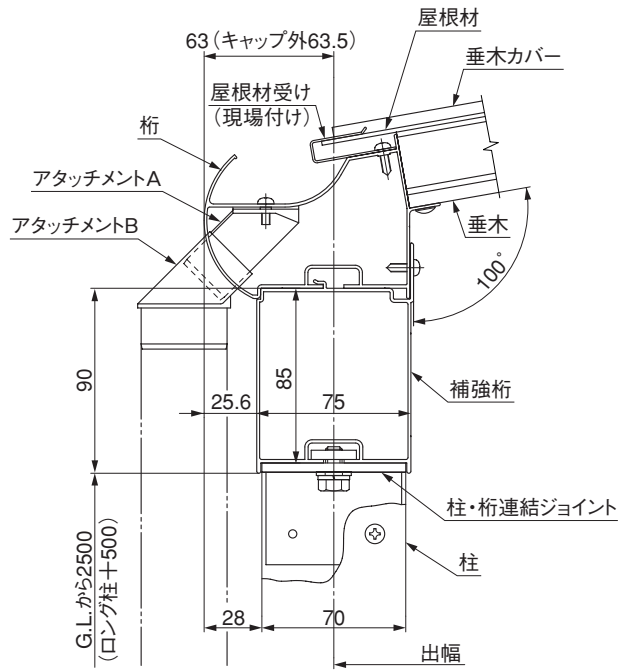 屋根材
63(キャップ外63.5)
垂木カバー
屋根材受け
(現場付け)
桁
アタッチメントA
アタッチメントB
垂木
100°
90
85
25.6
75
補強桁
柱・桁連結ジョイント
G.L.から2500
(ロング柱+500)
柱
28
70
出幅